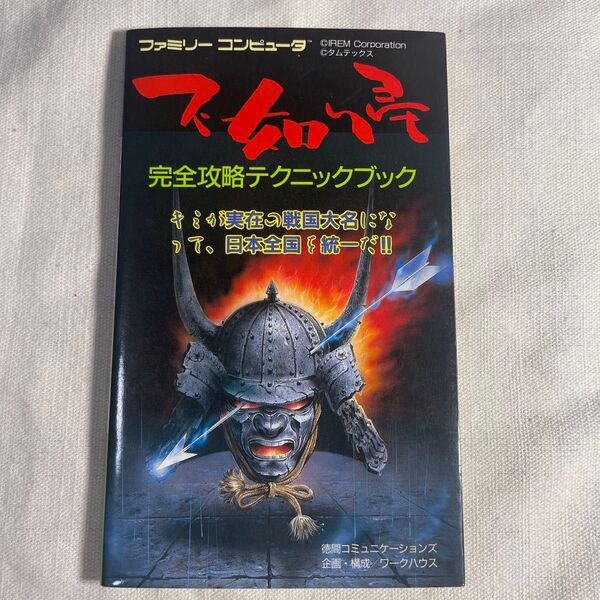 ファミリー コンピュータ™
©IREM Corporation
©タムテックス
不如帰
完全攻略テクニックブック
キミが実在の戦国大名にな
って、日本全国を統一だ!!
徳間コミュニケーションズ
企画・構成 ワークハウス